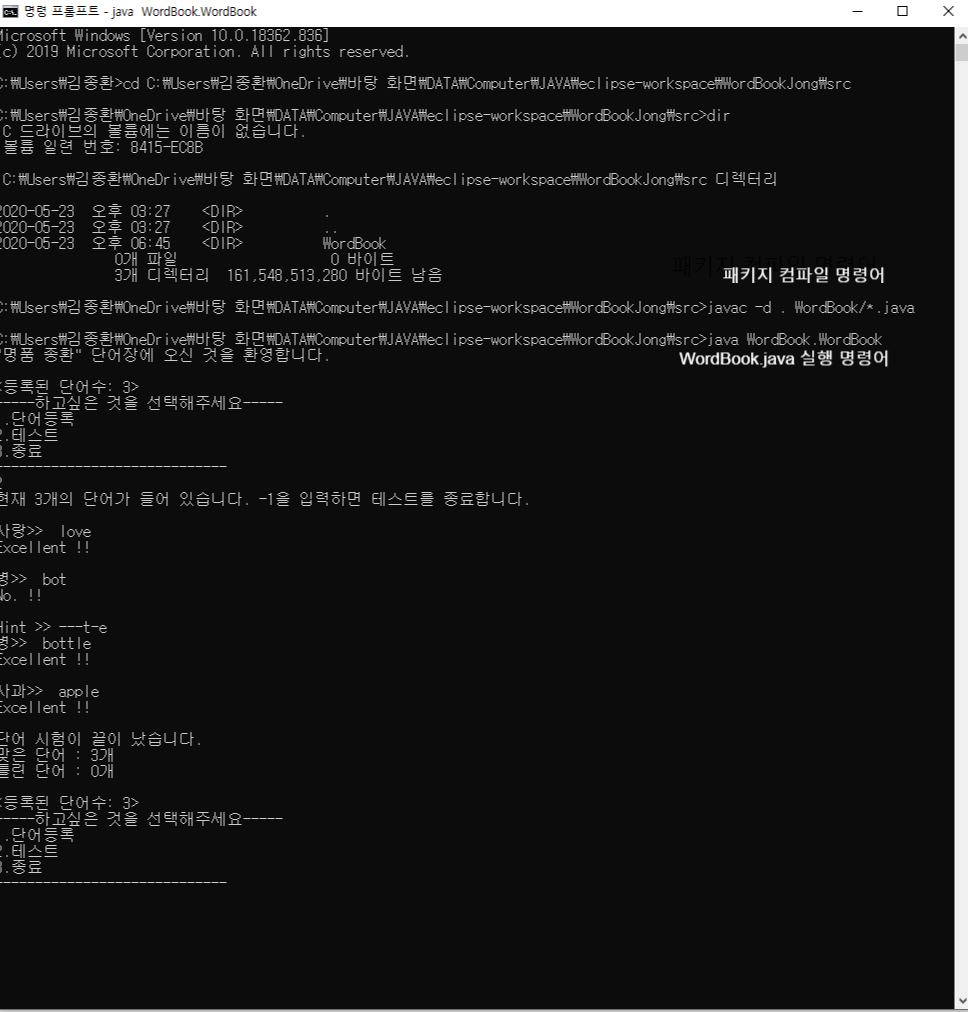 명령 프롬프트 - java WordBook.WordBook
Microsoft Windows [Version 10.0.18362.836]
(c) 2019 Microsoft Corporation. All rights reserved.
C:₩Users₩김종환>cd C:₩Users₩김종환₩OneDrive₩바탕 화면₩DATA₩Computer₩JAVA₩eclipse-workspace₩WordBookJong₩src
C:₩Users₩김종환₩OneDrive₩바탕 화면₩DATA₩Computer₩JAVA₩eclipse-workspace₩WordBookJong₩src>dir
C 드라이브의 볼륨에는 이름이 없습니다.
볼륨 일련 번호: 8415-EC8B
C:₩Users₩김종환₩OneDrive₩바탕 화면₩DATA₩Computer₩JAVA₩eclipse-workspace₩WordBookJong₩src 디렉터리
2020-05-23 오후 03:27 <DIR> .
2020-05-23 오후 03:27 <DIR> ..
2020-05-23 오후 06:45 <DIR> WordBook
0개 파일 0 바이트
3개 디렉터리 161,548,513,280 바이트 남음
패키지 컴파일 명령어
패키지 컴파일 명령어
C:₩Users₩김종환₩OneDrive₩바탕 화면₩DATA₩Computer₩JAVA₩eclipse-workspace₩WordBookJong₩src>javac -d . WordBook/*.java
C:₩Users₩김종환₩OneDrive₩바탕 화면₩DATA₩Computer₩JAVA₩eclipse-workspace₩WordBookJong₩src>java WordBook.WordBook
"명품 종환" 단어장에 오신 것을 환영합니다.
WordBook.java 실행 명령어
<등록된 단어수: 3>
-----하고싶은 것을 선택해주세요-----
1.단어등록
2.테스트
3.종료
----------------------------
2
현재 3개의 단어가 들어 있습니다. -1을 입력하면 테스트를 종료합니다.
사랑>> love
Excellent !!
병>> bot
No. !!
Hint >> ---t-e
병>> bottle
Excellent !!
사과>> apple
Excellent !!
단어 시험이 끝이 났습니다.
맞은 단어 : 3개
틀린 단어 : 0개
<등록된 단어수: 3>
-----하고싶은 것을 선택해주세요-----
1.단어등록
2.테스트
3.종료
----------------------------